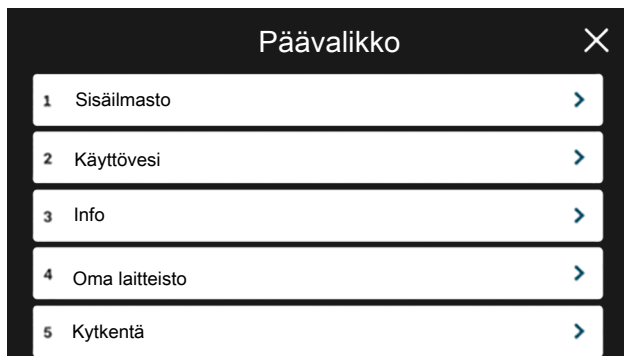 Päävalikko
1 Sisäilmasto
2 Käyttövesi
3 Info
4 Oma laitteisto
5 Kytkentä